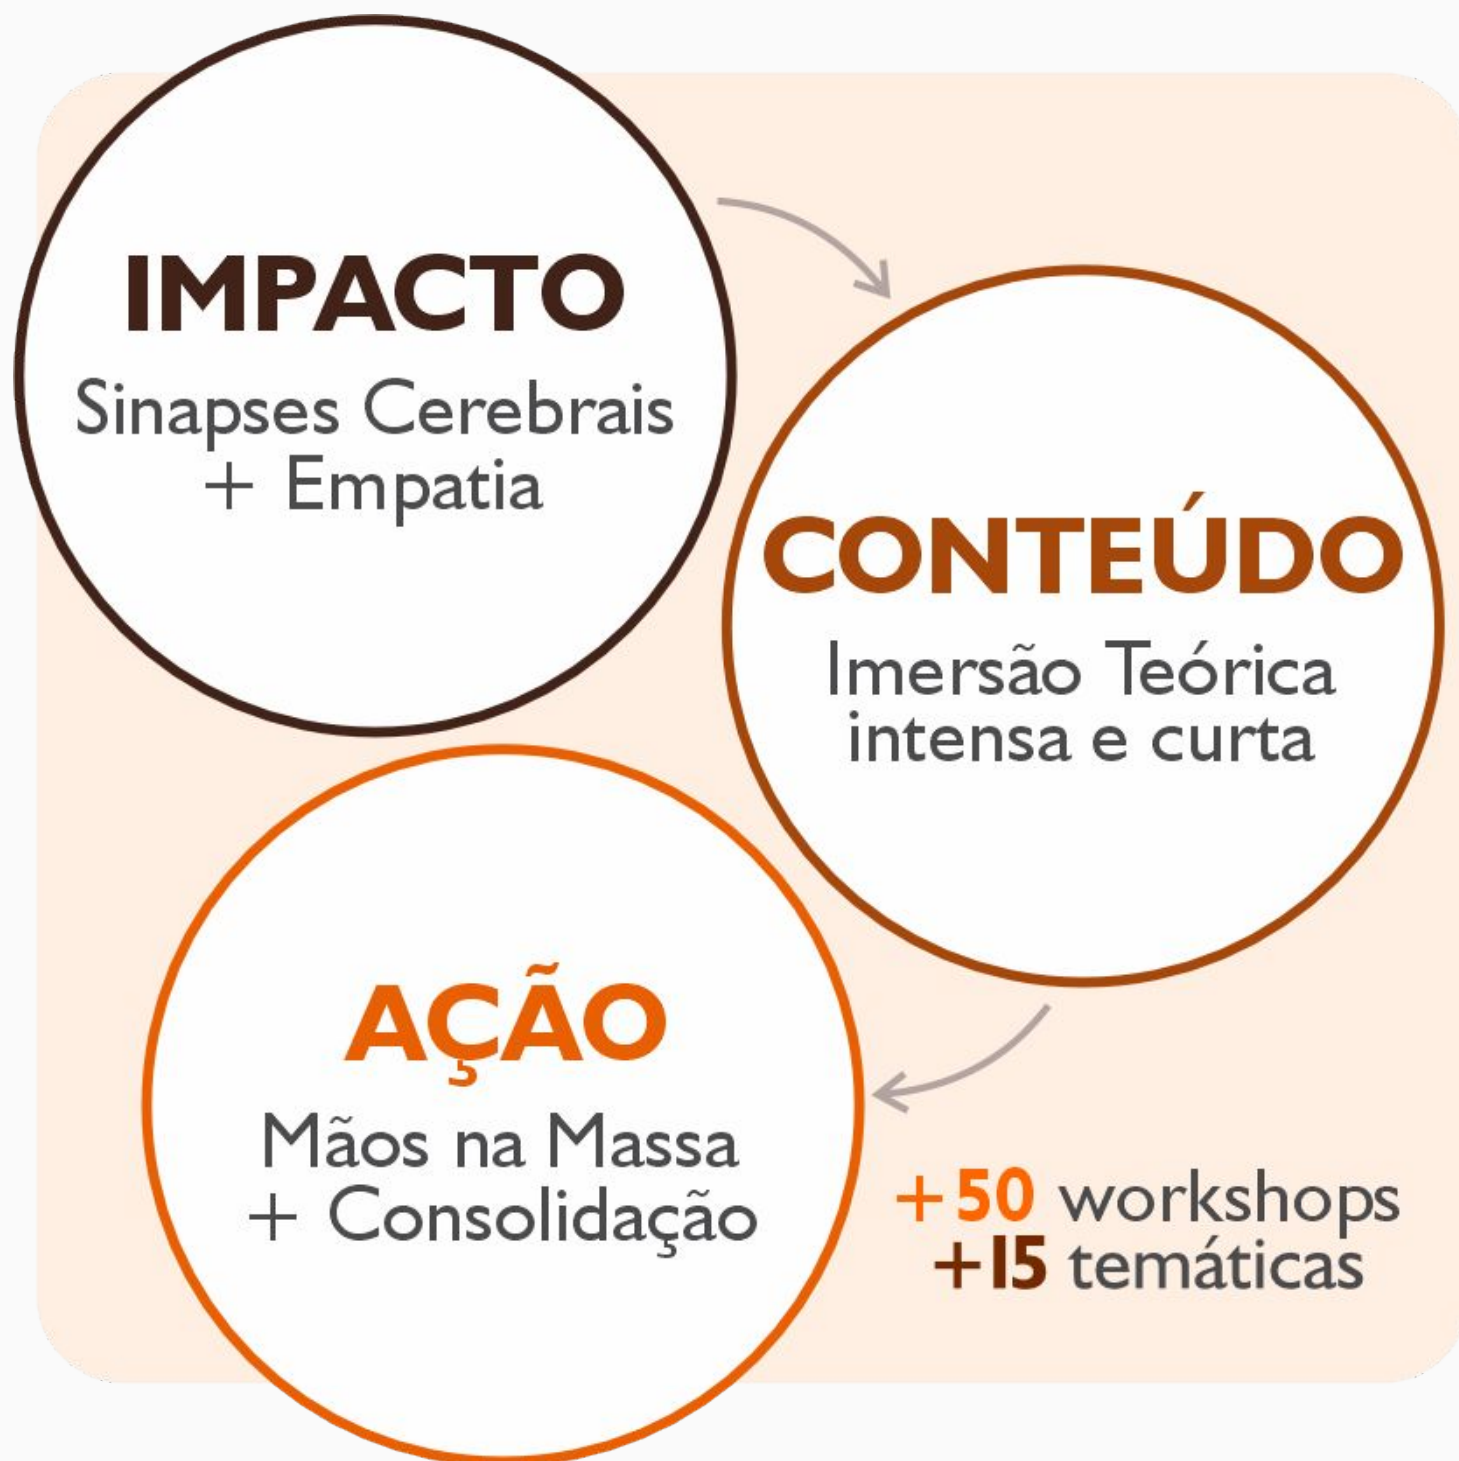 IMPACTO
Sinapses Cerebrais
+ Empatia
CONTEÚDO
Imersão Teórica
intensa e curta
AÇÃO
Mãos na Massa
+ Consolidação
+50 workshops
+15 temáticas